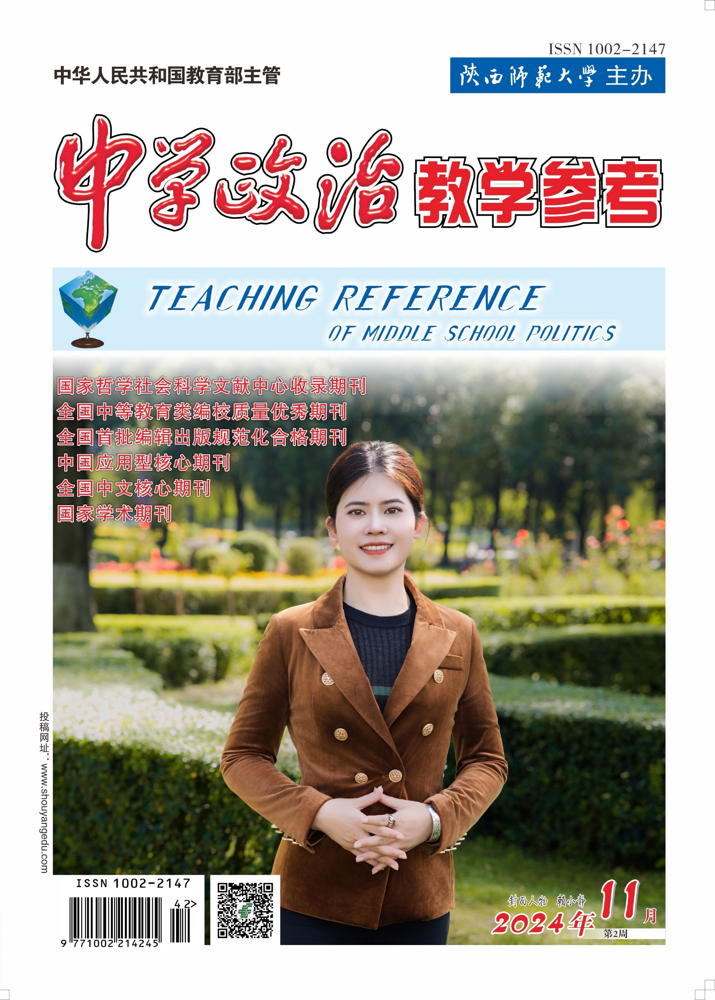 ISSN 1002-2147
中华人民共和国教育部主管
陕西师范大学 主办
中学政治教学参考
TEACHING REFERENCE
OF MIDDLE SCHOOL POLITICS
国家哲学社会科学文献中心收录期刊
全国中等教育类编校质量优秀期刊
全国首批编辑出版规范化合格期刊
中国应用型核心期刊
全国中文核心期刊
国家学术期刊
投稿网址：www.shouyangedu.com
ISSN 1002-2147
42>
9 771002 214245
封面人物 赖小静
2024年11月
第2周